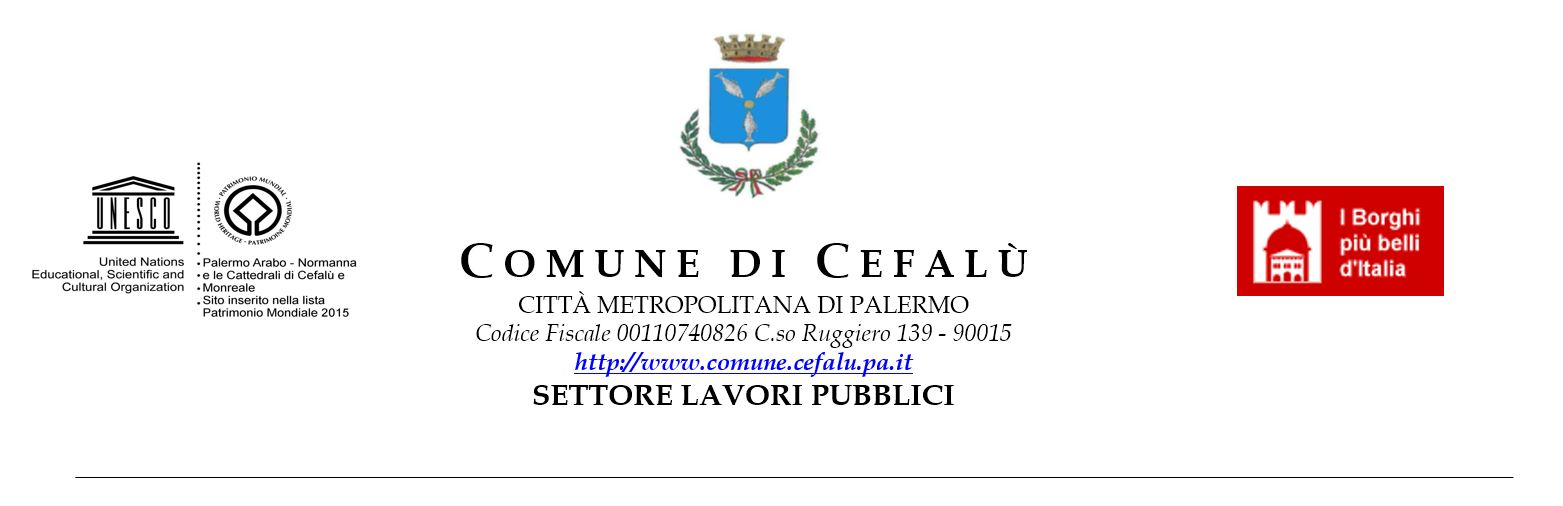 UNESCO
United Nations
Educational, Scientific and
Cultural Organization
PATRIMONIO MUNDIAL • WORLD HERITAGE • PATRIMOINE MONDIAL
Palermo Arabo - Normanna
e le Cattedrali di Cefalù e
Monreale
Sito inserito nella lista
Patrimonio Mondiale 2015
COMUNE DI CEFALÙ
CITTÀ METROPOLITANA DI PALERMO
Codice Fiscale 00110740826 C.so Ruggiero 139 - 90015
http://www.comune.cefalu.pa.it
SETTORE LAVORI PUBBLICI
I Borghi
più belli
d'Italia